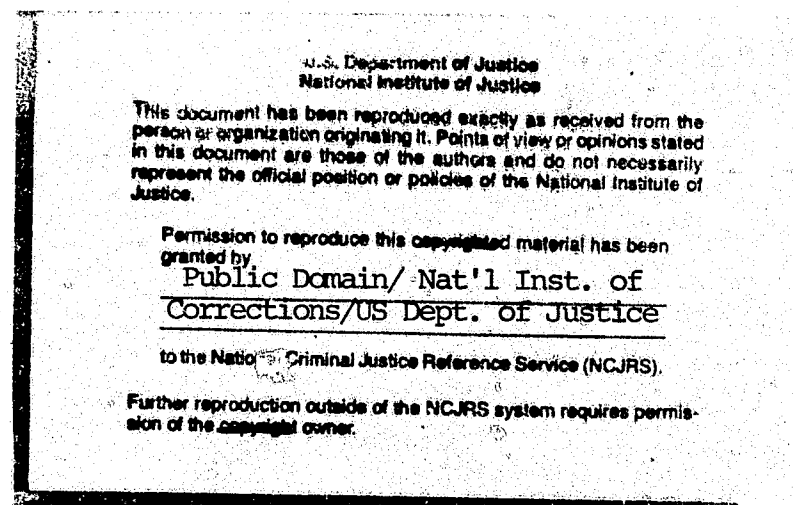 U.S. Department of Justice
National Institute of Justice
This document has been reproduced exactly as received from the
person or organization originating it. Points of view or opinions stated
in this document are those of the authors and do not necessarily
represent the official position or policies of the National Institute of
Justice.
Permission to reproduce this copyrighted material has been
granted by
Public Domain/ Nat'l Inst. of
Corrections/US Dept. of Justice
to the National Criminal Justice Reference Service (NCJRS).
Further reproduction outside of the NCJRS system requires permis-
sion of the copyright owner.